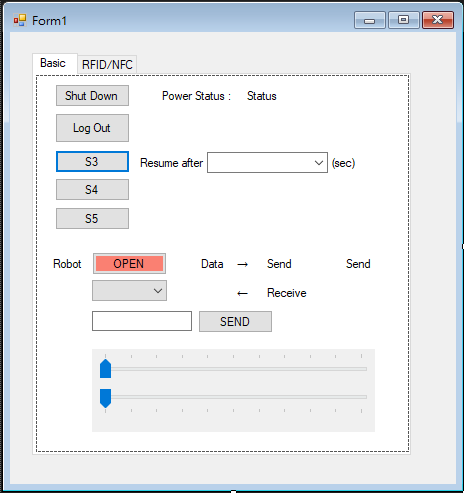 Form1
Basic RFID/NFC
Shut Down Power Status : Status
Log Out
S3 Resume after (sec)
S4
S5
Robot OPEN Data → Send Send
← Receive
SEND